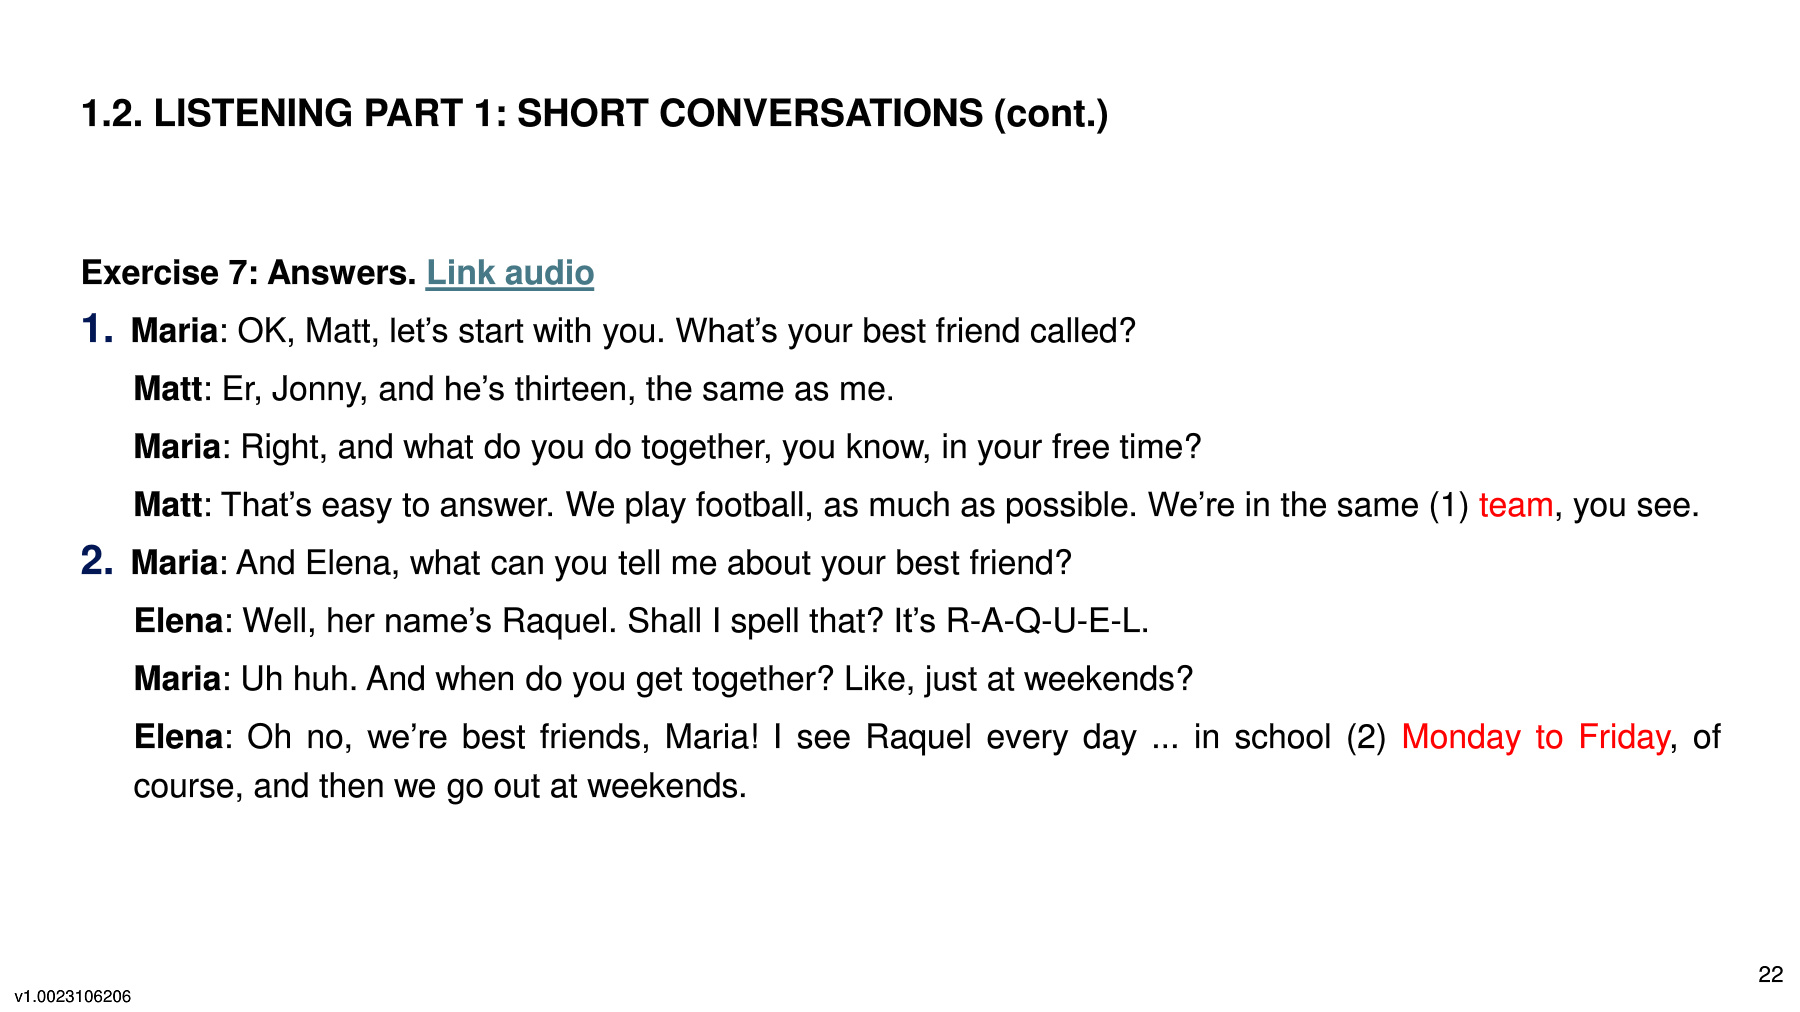 1.2. LISTENING PART 1: SHORT CONVERSATIONS (cont.)
Exercise 7: Answers. Link audio
1. Maria: OK, Matt, let’s start with you. What’s your best friend called?
Matt: Er, Jonny, and he’s thirteen, the same as me.
Maria: Right, and what do you do together, you know, in your free time?
Matt: That’s easy to answer. We play football, as much as possible. We’re in the same (1) team, you see.
2. Maria: And Elena, what can you tell me about your best friend?
Elena: Well, her name’s Raquel. Shall I spell that? It’s R-A-Q-U-E-L.
Maria: Uh huh. And when do you get together? Like, just at weekends?
Elena: Oh no, we’re best friends, Maria! I see Raquel every day ... in school (2) Monday to Friday, of
course, and then we go out at weekends.
22
v1.0023106206